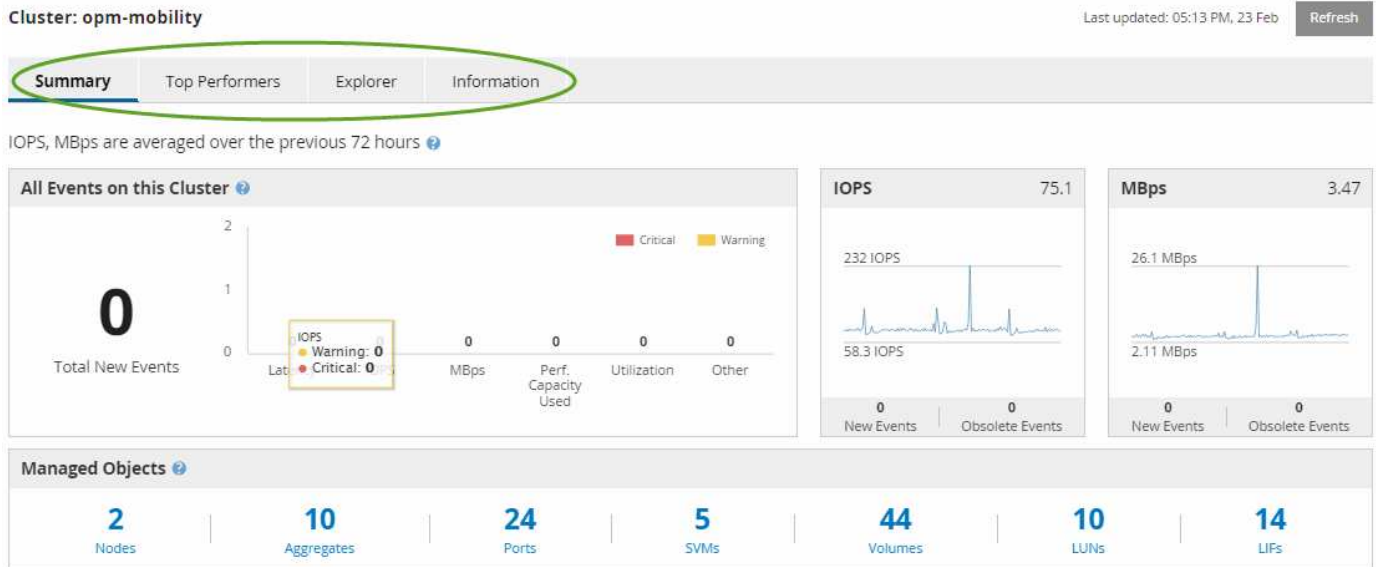 Cluster: opm-mobility
Last updated: 05:13 PM, 23 Feb
Refresh
Summary
Top Performers
Explorer
Information
IOPS, MBps are averaged over the previous 72 hours
All Events on this Cluster
0
Total New Events
2
1
0
Critical
Warning
IOPS
Warning: 0
Critical: 0
0
0
0
0
MBps
Perf.
Capacity
Used
Utilization
Other
IOPS
75.1
232 IOPS
58.3 IOPS
0
New Events
0
Obsolete Events
MBps
3.47
26.1 MBps
2.11 MBps
0
New Events
0
Obsolete Events
Managed Objects
2
Nodes
10
Aggregates
24
Ports
5
SVMs
44
Volumes
10
LUNs
14
LIFs